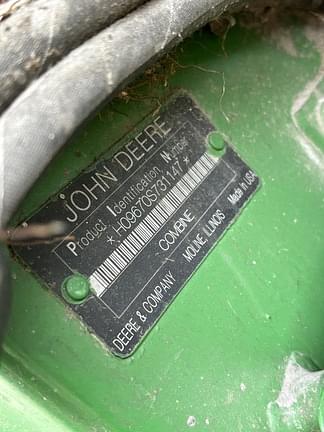 JOHN DEERE
Product Identification Number
*H09670S731147*
COMBINE
DEERE & COMPANY MOLINE, ILLINOIS Made in USA